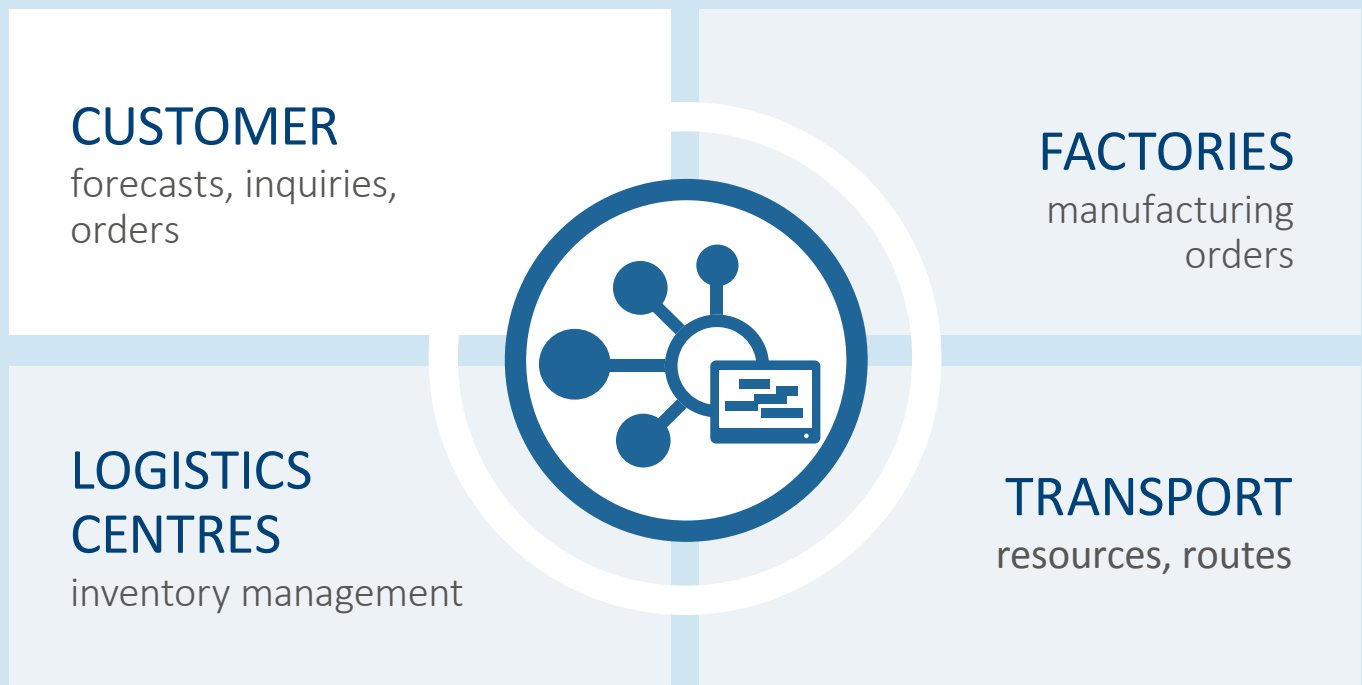 CUSTOMER
forecasts, inquiries,
orders
FACTORIES
manufacturing
orders
LOGISTICS
CENTRES
inventory management
TRANSPORT
resources, routes